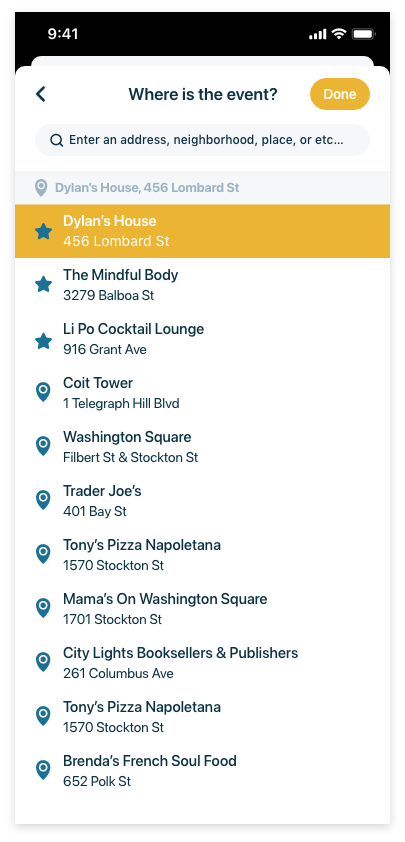 9:41
Where is the event?
Done
Enter an address, neighborhood, place, or etc...
Dylan's House, 456 Lombard St
Dylan's House
456 Lombard St
The Mindful Body
3279 Balboa St
Li Po Cocktail Lounge
916 Grant Ave
Coit Tower
1 Telegraph Hill Blvd
Washington Square
Filbert St & Stockton St
Trader Joe's
401 Bay St
Tony's Pizza Napoletana
1570 Stockton St
Mama's On Washington Square
1701 Stockton St
City Lights Booksellers & Publishers
261 Columbus Ave
Tony's Pizza Napoletana
1570 Stockton St
Brenda's French Soul Food
652 Polk St